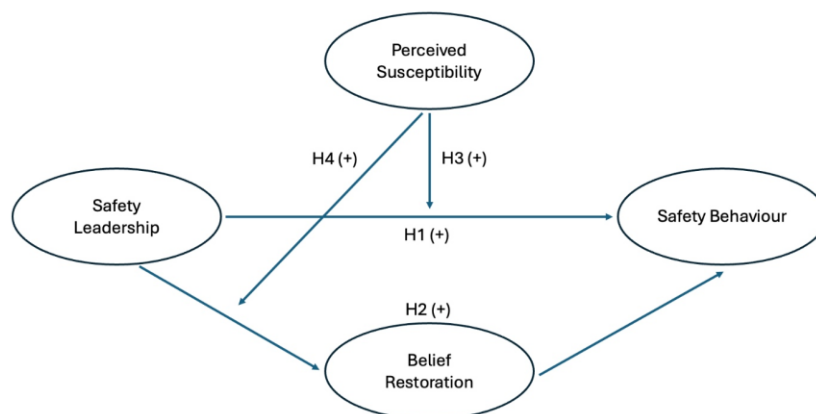 Perceived
Susceptibility
H4 (+)
H3 (+)
Safety
Leadership
Safety Behaviour
H1 (+)
H2 (+)
Belief
Restoration